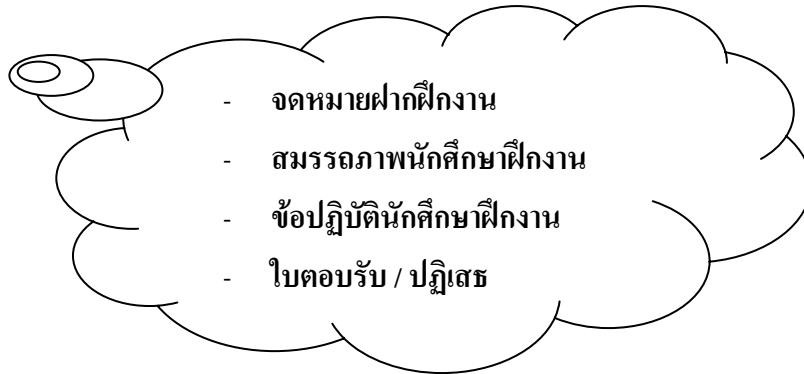 - จดหมายฝากฝึกงาน
- สมรรถภาพนักศึกษาฝึกงาน
- ข้อปฏิบัตินักศึกษาฝึกงาน
- ใบตอบรับ / ปฏิเสธ